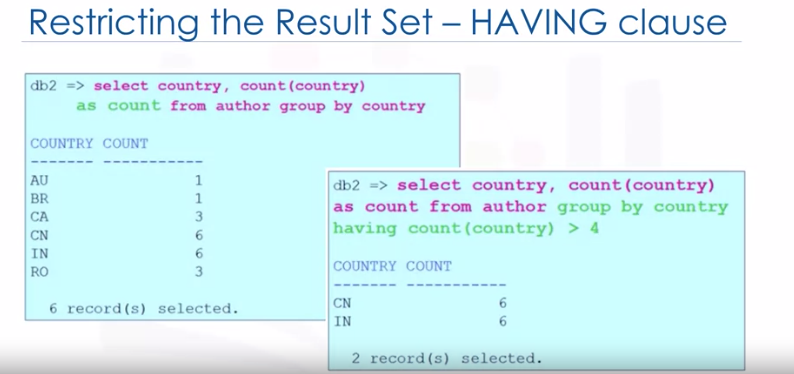 Restricting the Result Set – HAVING clause
db2 => select country, count(country)
as count from author group by country
COUNTRY COUNT
------- -----------
AU 1
BR 1
CA 3
CN 6
IN 6
RO 3
6 record(s) selected.
db2 => select country, count(country)
as count from author group by country
having count(country) > 4
COUNTRY COUNT
------- -----------
CN 6
IN 6
2 record(s) selected.